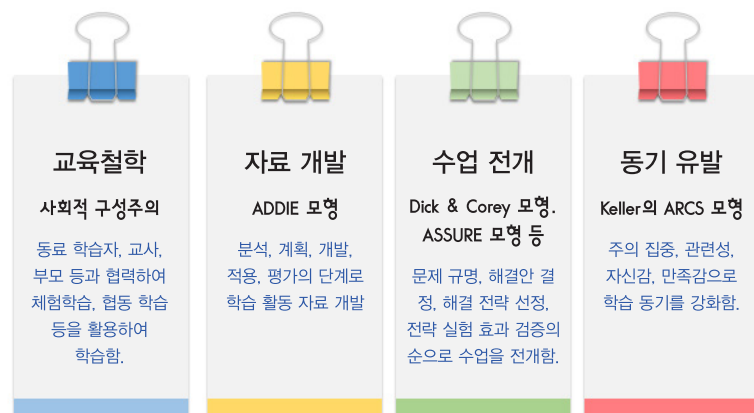 교육철학
사회적 구성주의
동료 학습자, 교사,
부모 등과 협력하여
체험학습, 협동 학습
등을 활용하여
학습함.
자료 개발
ADDIE 모형
분석, 계획, 개발,
적용, 평가의 단계로
학습 활동 자료 개발
수업 전개
Dick & Corey 모형.
ASSURE 모형 등
문제 규명, 해결안 결
정, 해결 전략 선정,
전략 실험 효과 검증의
순으로 수업을 전개함.
동기 유발
Keller의 ARCS 모형
주의 집중, 관련성,
자신감, 만족감으로
학습 동기를 강화함.